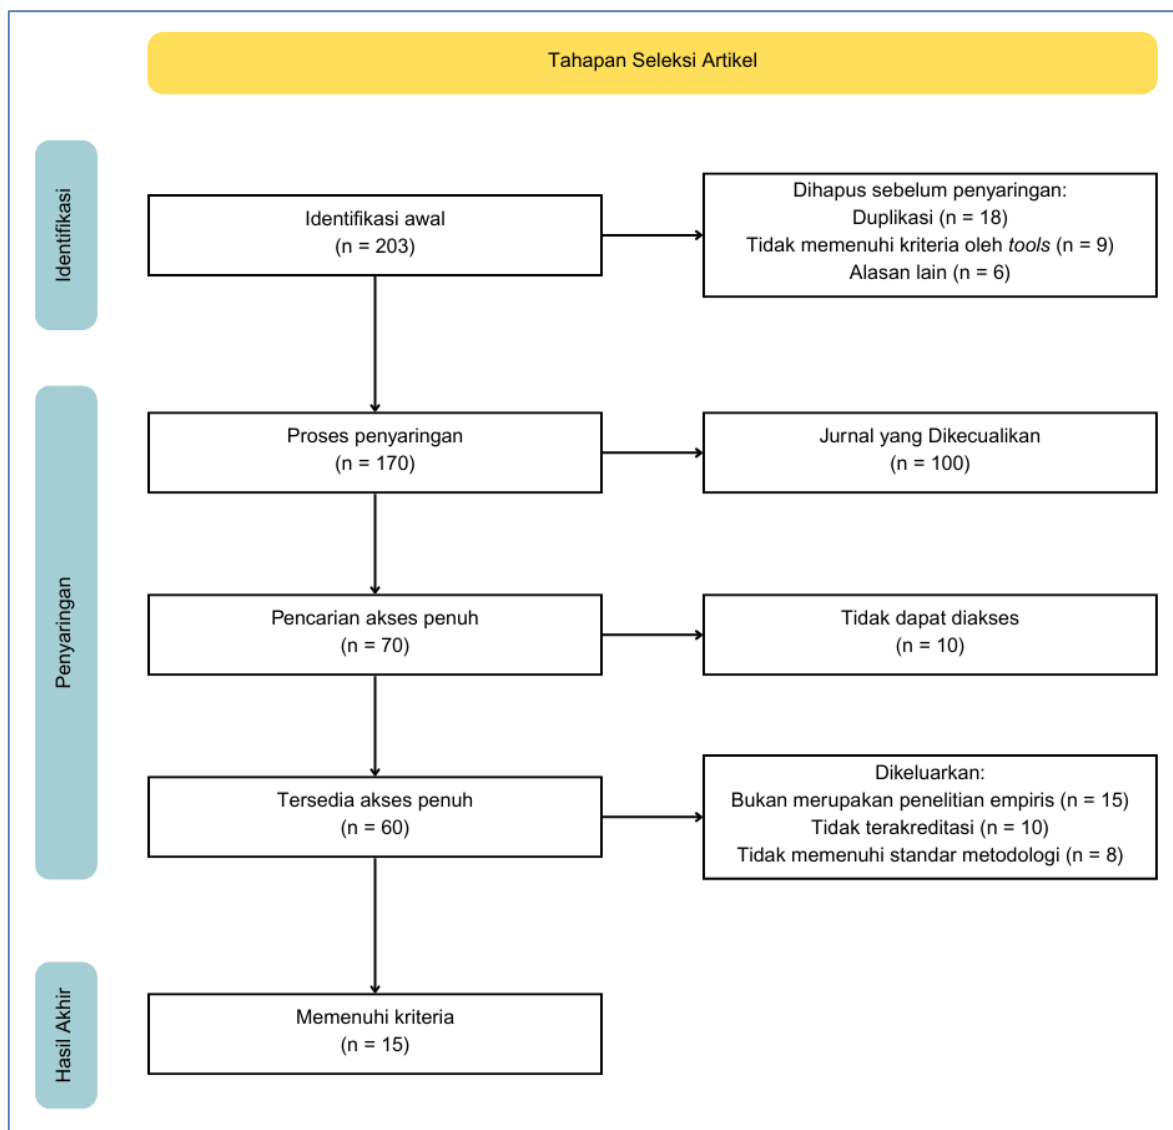 Tahapan Seleksi Artikel
Identifikasi
Identifikasi awal
(n = 203)
Dihapus sebelum penyaringan:
Duplikasi (n = 18)
Tidak memenuhi kriteria oleh tools (n = 9)
Alasan lain (n = 6)
Penyaringan
Proses penyaringan
(n = 170)
Jurnal yang Dikecualikan
(n = 100)
Pencarian akses penuh
(n = 70)
Tidak dapat diakses
(n = 10)
Tersedia akses penuh
(n = 60)
Dikeluarkan:
Bukan merupakan penelitian empiris (n = 15)
Tidak terakreditasi (n = 10)
Tidak memenuhi standar metodologi (n = 8)
Hasil Akhir
Memenuhi kriteria
(n = 15)